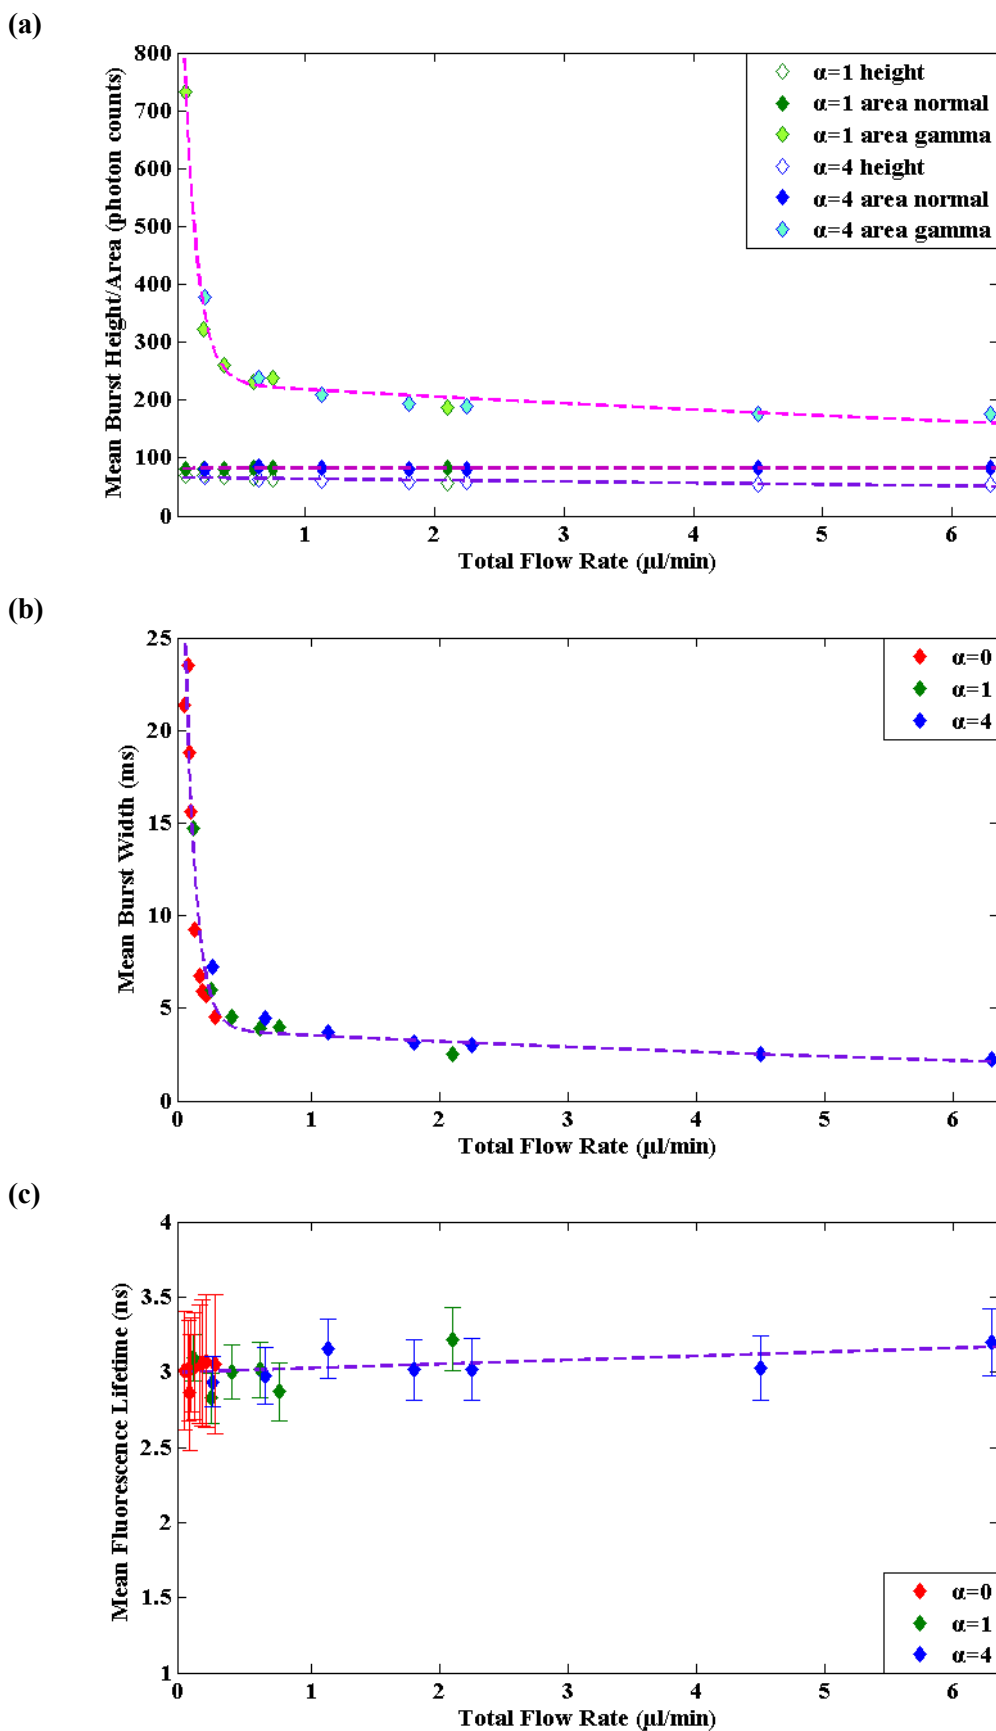 (a)
Mean Burst Height/Area (photon counts)
800
700
600
500
400
300
200
100
0
α=1 height
α=1 area normal
α=1 area gamma
α=4 height
α=4 area normal
α=4 area gamma
1
2
3
4
5
6
Total Flow Rate (μl/min)
(b)
Mean Burst Width (ms)
25
20
15
10
5
0
α=0
α=1
α=4
0
1
2
3
4
5
6
Total Flow Rate (μl/min)
(c)
Mean Fluorescence Lifetime (ns)
4
3.5
3
2.5
2
1.5
1
α=0
α=1
α=4
0
1
2
3
4
5
6
Total Flow Rate (μl/min)